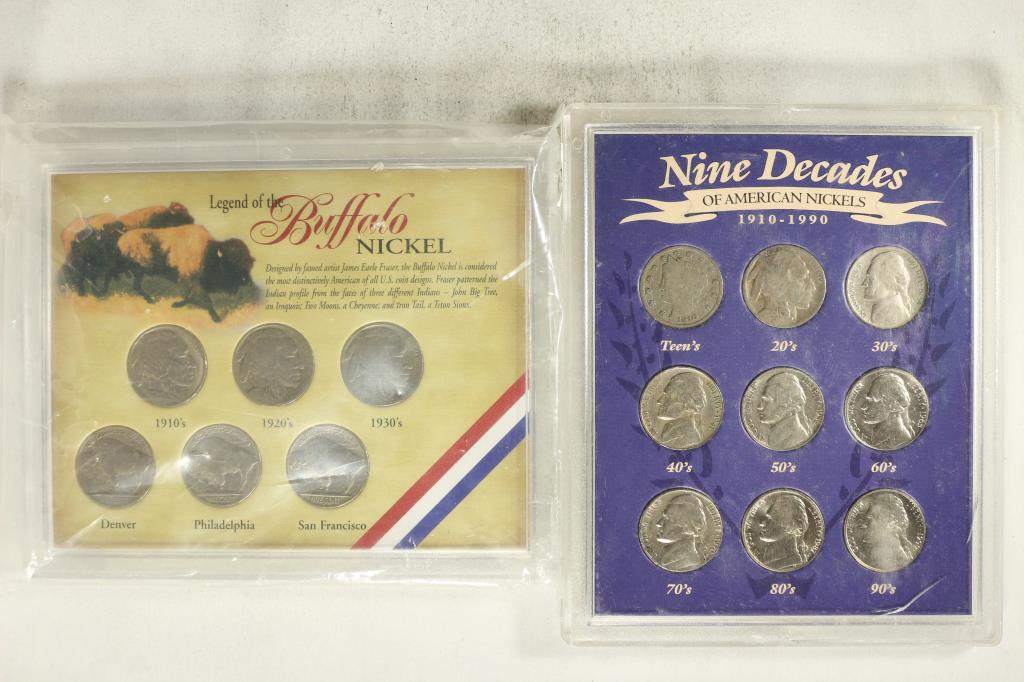 Legend of the
Buffalo
NICKEL
Designed by famed artist James Earle Fraser, the Buffalo Nickel is considered
the most distinctively American of all U.S. coin designs. Fraser patterned the
Indian profile from the faces of three different Indians – John Big Tree,
an Iroquois; Two Moons, a Cheyenne; and Iron Tail, a Teton Sioux.
1910's 1920's 1930's
Denver Philadelphia San Francisco
Nine Decades
OF AMERICAN NICKELS
1910-1990
Teen's 20's 30's
40's 50's 60's
70's 80's 90's